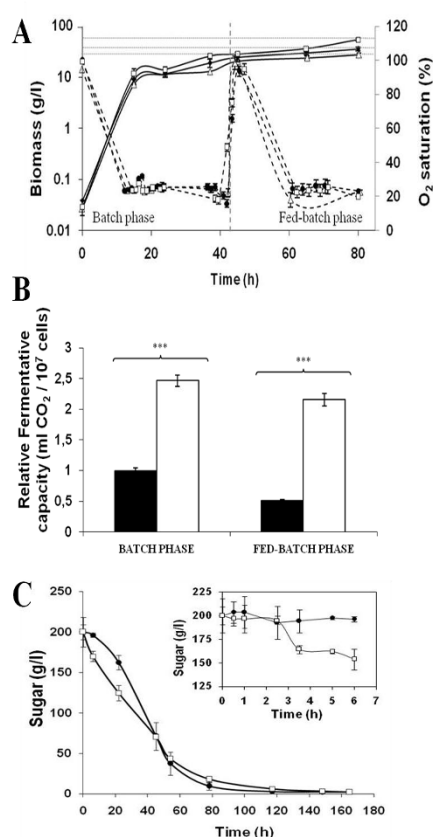 A
Biomass (g/l)
100
10
1
0.1
0.01
120
100
80
60
40
20
0
O2 saturation (%)
Batch phase
Fed-batch phase
0 20 40 60 80
Time (h)
B
Relative Fermentative
capacity (ml CO2 / 10^7 cells)
3,5
3
2,5
2
1,5
1
0,5
0
***
***
BATCH PHASE
FED-BATCH PHASE
C
Sugar (g/l)
250
200
150
100
50
0
0 20 40 60 80 100 120 140 160 180
Time (h)
Sugar (g/l)
225
200
175
150
125
0 1 2 3 4 5 6 7
Time (h)